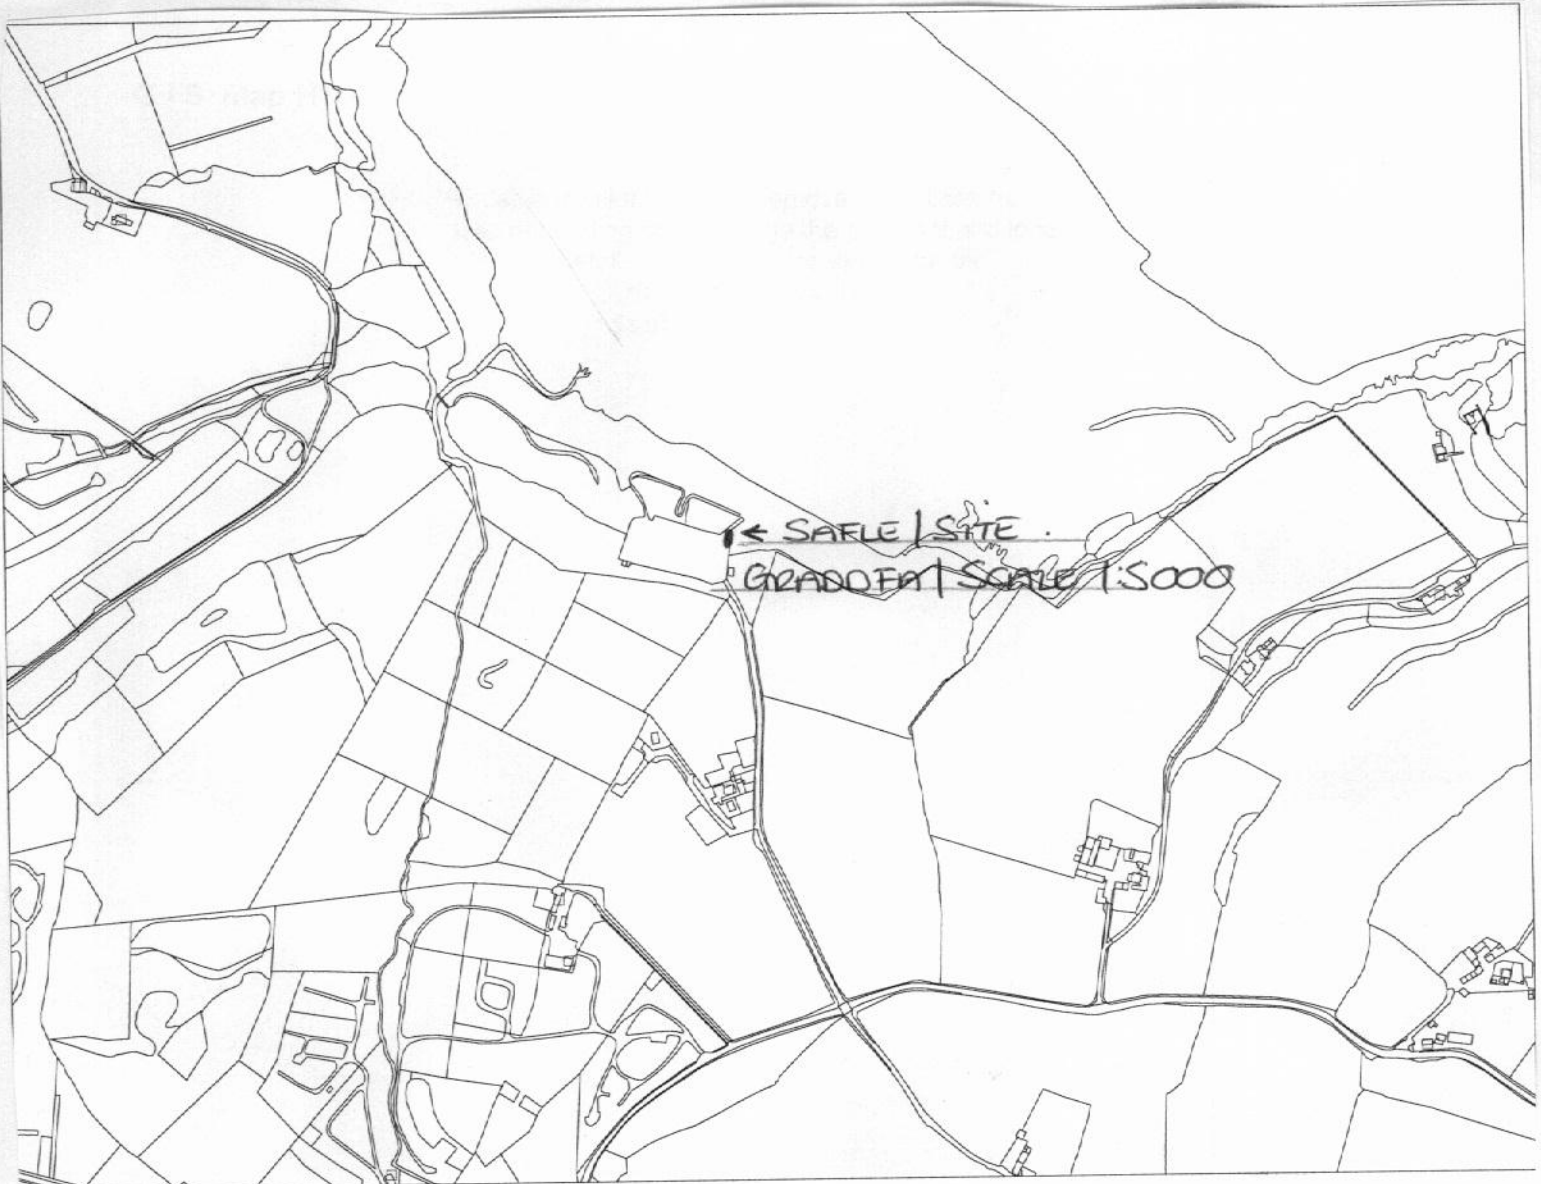 ← SAFLE | SITE .
GRADDFA | SCALE 1:5000